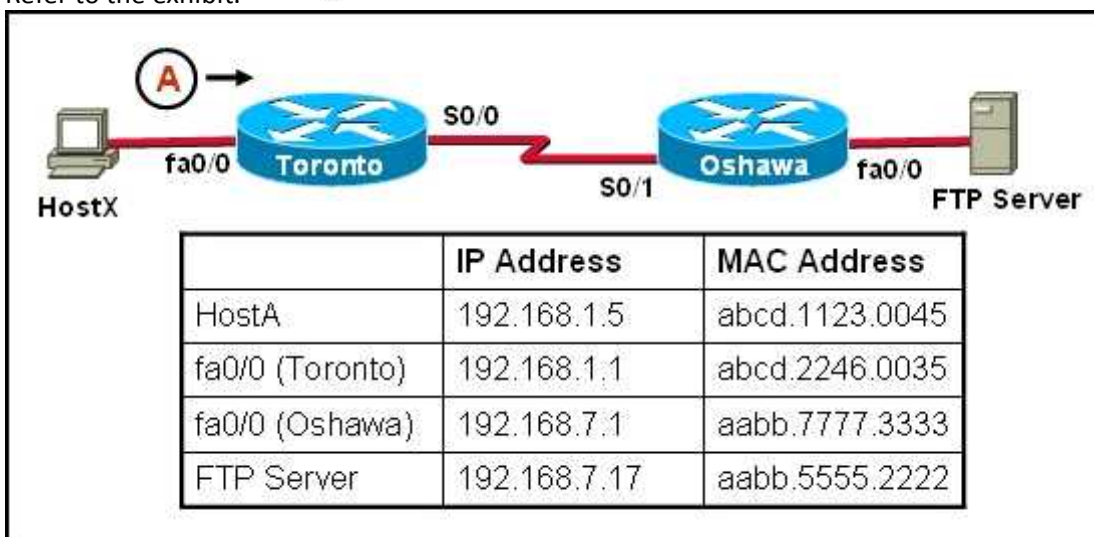 Refer to the exhibit.
A
S0/0
fa0/0
Toronto
Oshawa
fa0/0
S0/1
HostX
FTP Server
IP Address MAC Address
HostA 192.168.1.5 abcd.1123.0045
fa0/0 (Toronto) 192.168.1.1 abcd.2246.0035
fa0/0 (Oshawa) 192.168.7.1 aabb.7777.3333
FTP Server 192.168.7.17 aabb.5555.2222